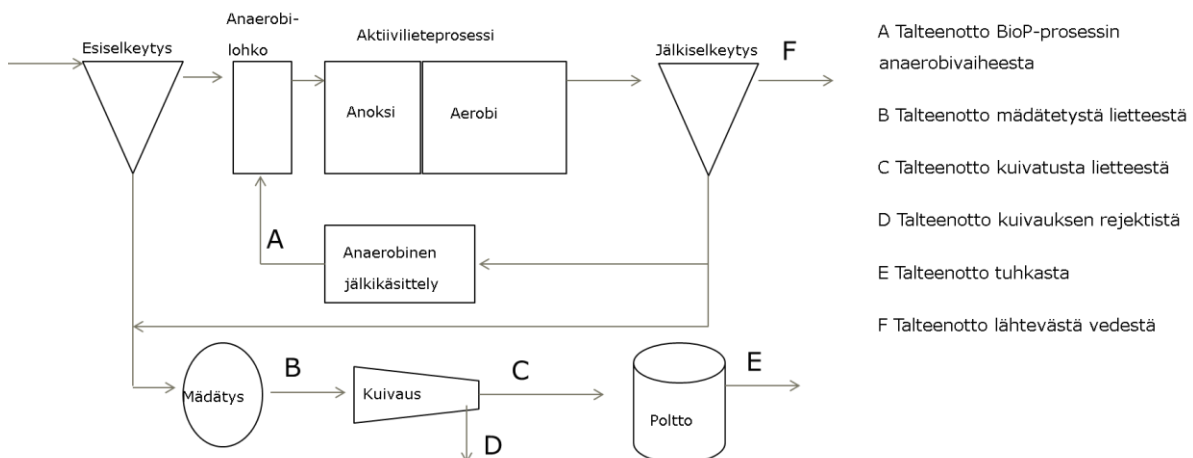 Anaerobi-
lohko
Esiselkeytys
Aktiivilieteprosessi
Jälkiselkeytys
F
Anoksi
Aerobi
A
Anaerobinen
jälkikäsittely
Mädätys
B
Kuivaus
C
D
Poltto
E
A Talteenotto BioP-prosessin
anaerobivaiheesta
B Talteenotto mädätetystä lietteestä
C Talteenotto kuivatusta lietteestä
D Talteenotto kuivauksen rejektistä
E Talteenotto tuhkasta
F Talteenotto lähtevästä vedestä